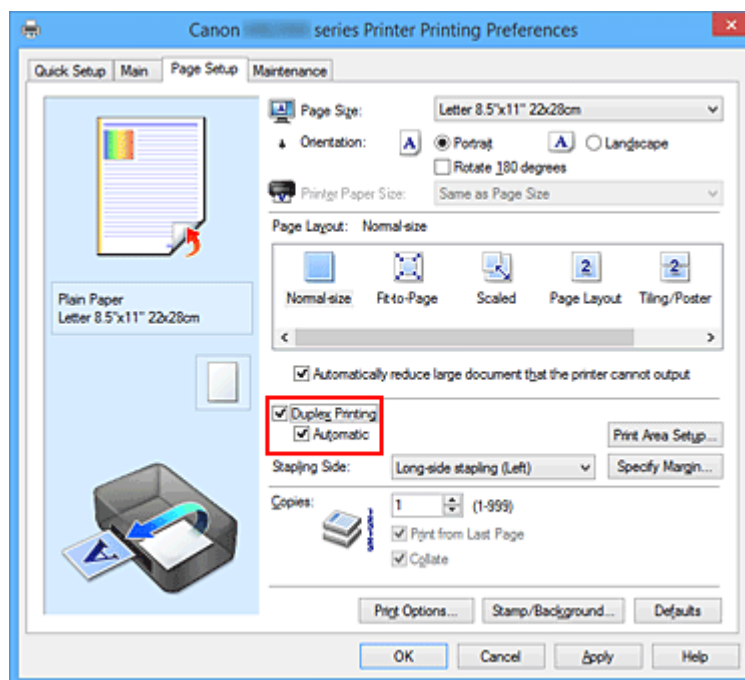 Canon series Printer Printing Preferences
Quick Setup Main Page Setup Maintenance
Page Size: Letter 8.5"x11" 22x28cm
Orientation: A Portrait A Landscape
Rotate 180 degrees
Printer Paper Size: Same as Page Size
Page Layout: Normal-size
2 2
Normal-size Fit-to-Page Scaled Page Layout Tiling/Poster
Plain Paper
Letter 8.5"x11" 22x28cm
Automatically reduce large document that the printer cannot output
Duplex Printing
Automatic
Print Area Setup...
Stapling Side: Long-side stapling (Left) Specify Margin...
Copies: 1 (1-999)
Print from Last Page
Collate
A
Print Options... Stamp/Background... Defaults
OK Cancel Apply Help